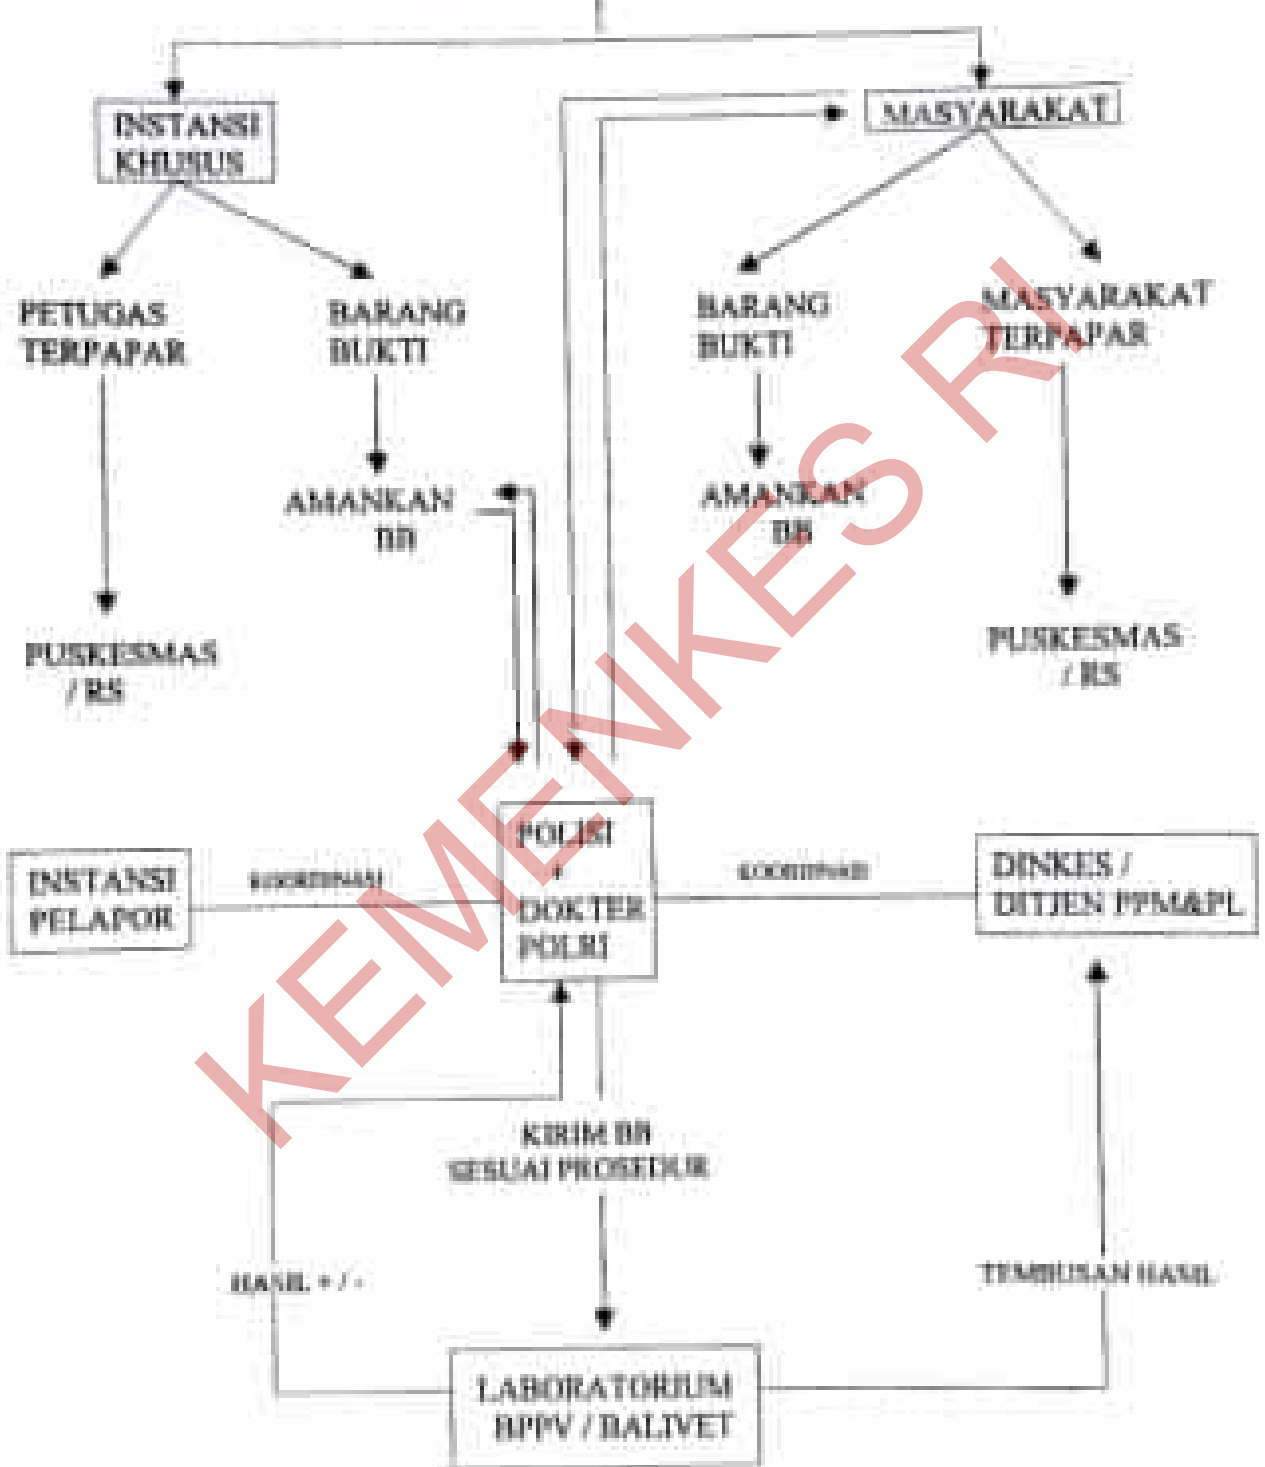 INSTANSI
KHUSUS
MASYARAKAT
PETUGAS
TERPAPAR
BARANG
BUKTI
BARANG
BUKTI
MASYARAKAT
TERPAPAR
AMANKAN
BB
AMANKAN
BB
PUSKESMAS
/ RS
PUSKESMAS
/ RS
INSTANSI
PELAPOR
KOORDINASI
POLISI
DOKTER
POLRI
KOORDINASI
DINKES /
DITJEN PPM&PL
KIRIM BB
SESUAI PROSEDUR
HASIL + / -
TEMBUSAN HASIL
LABORATORIUM
BPPV / BALIVET
KEMENKES RI